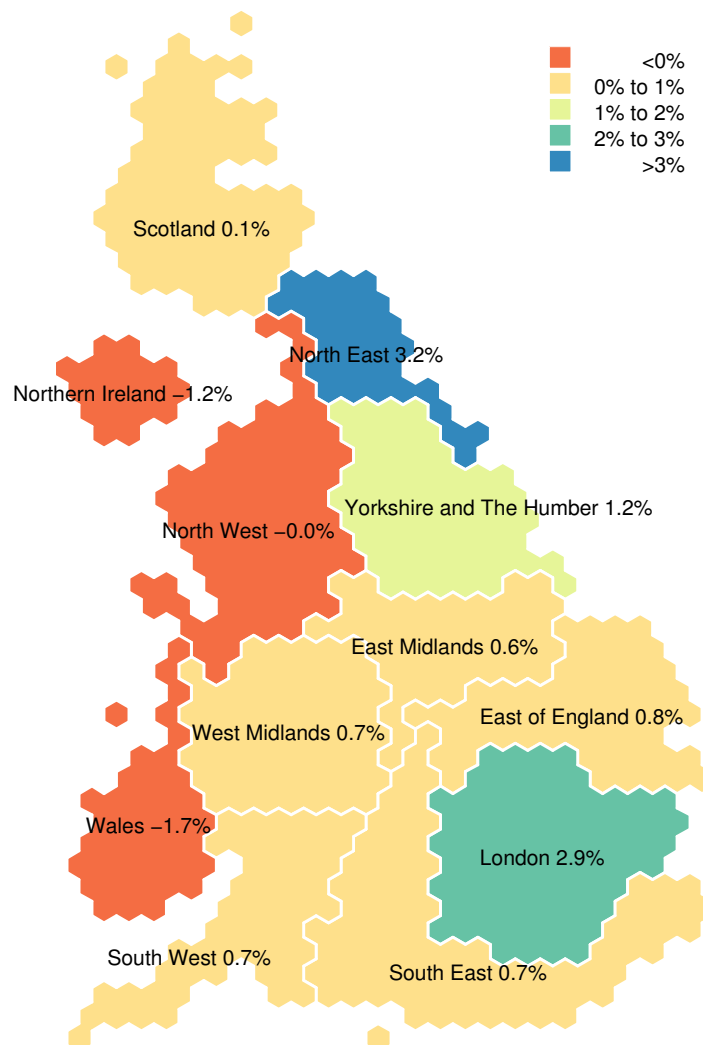 <0%
0% to 1%
1% to 2%
2% to 3%
>3%
Scotland 0.1%
North East 3.2%
Northern Ireland −1.2%
Yorkshire and The Humber 1.2%
North West −0.0%
East Midlands 0.6%
East of England 0.8%
West Midlands 0.7%
Wales −1.7%
London 2.9%
South West 0.7%
South East 0.7%